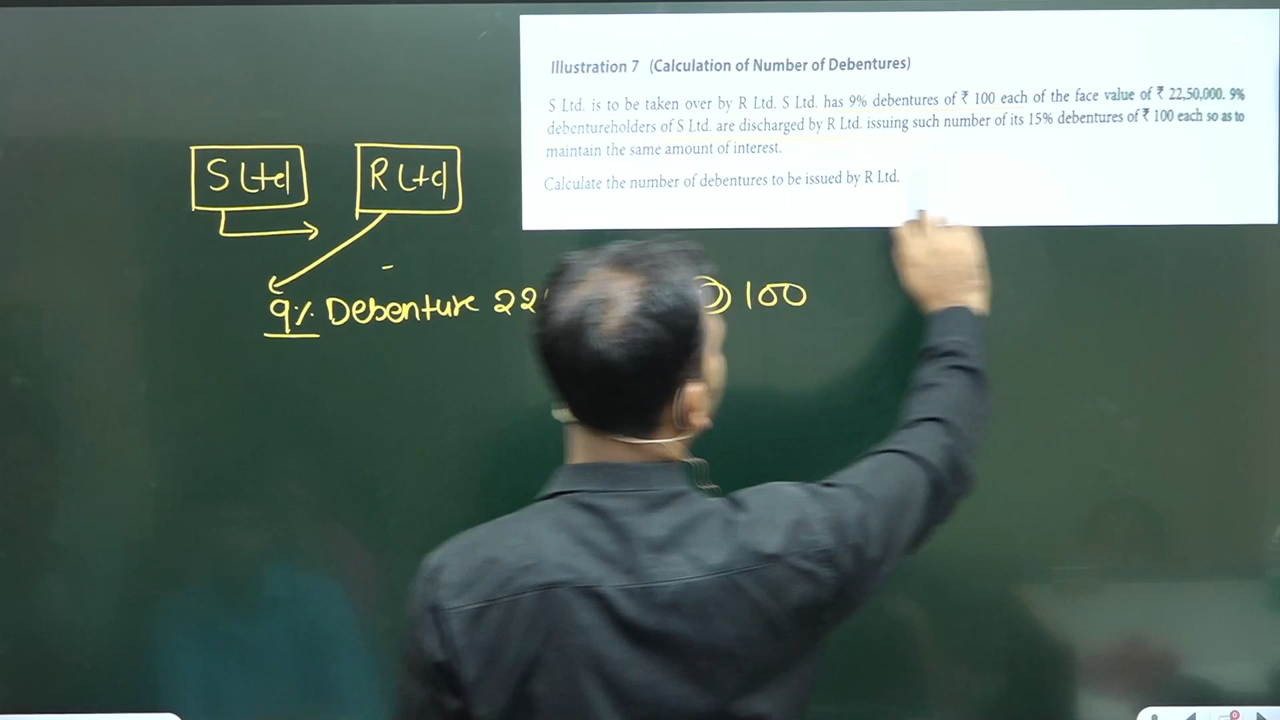 Illustration 7 (Calculation of Number of Debentures)
S Ltd. is to be taken over by R Ltd. S Ltd. has 9% debentures of ₹ 100 each of the face value of ₹ 22,50,000. 9%
debentureholders of S Ltd. are discharged by R Ltd. issuing such number of its 15% debentures of ₹ 100 each so as to
maintain the same amount of interest.
Calculate the number of debentures to be issued by R Ltd.
S Ltd R Ltd
9% Debenture 22 100